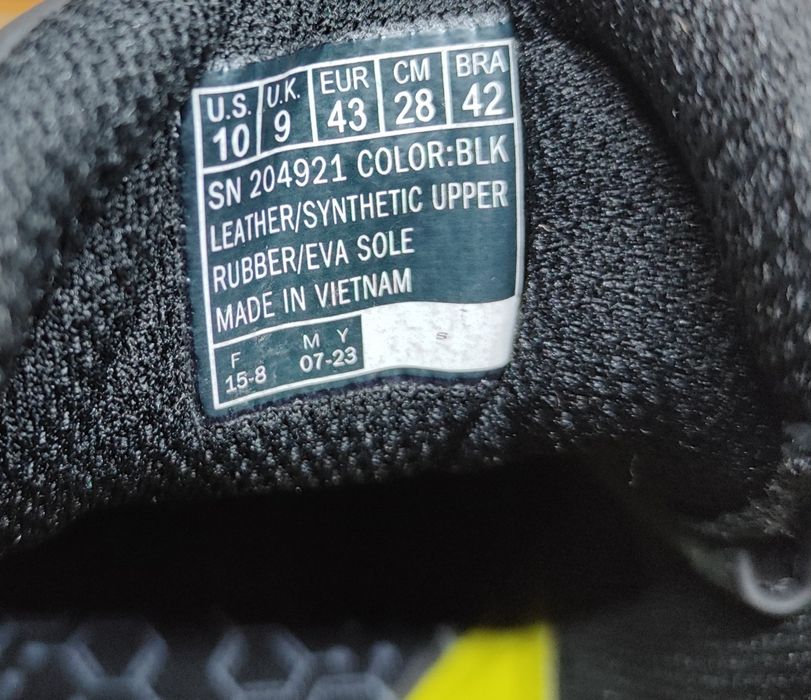 U.S. U.K. EUR CM BRA
10 9 43 28 42
SN 204921 COLOR:BLK
LEATHER/SYNTHETIC UPPER
RUBBER/EVA SOLE
MADE IN VIETNAM
F M Y
15-8 07-23
S